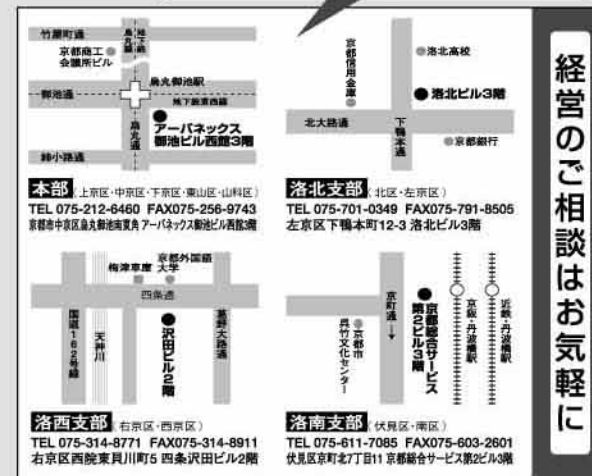 経営のご相談はお気軽に
竹屋町通
烏丸線
地下鉄
京都商工会議所ビル
烏丸御池駅
御池通
地下鉄東西線
烏丸通
アーバネックス
御池ビル西館3階
姉小路通
本部(上京区・中京区・下京区・東山区・山科区)
TEL 075-212-6460 FAX075-256-9743
京都市中京区烏丸御池南東角 アーバネックス御池ビル西館3階
京都信用金庫
洛北高校
洛北ビル3階
北大路通
下鴨本通
京都銀行
洛北支部(北区・左京区)
TEL 075-701-0349 FAX075-791-8505
左京区下鴨本町12-3 洛北ビル3階
梅津車庫
京都外国語大学
四条通
国道162号線
天神川
沢田ビル2階
葛野大路通
洛西支部(右京区・西京区)
TEL 075-314-8771 FAX075-314-8911
右京区西院東貝川町5 四条沢田ビル2階
京都市
呉竹文化センター
京町通→
京都総合サービス
第2ビル3階
京阪・丹波橋駅
近鉄・丹波橋駅
洛南支部(伏見区・南区)
TEL 075-611-7085 FAX075-603-2601
伏見区京町北7丁目11 京都総合サービス第2ビル3階